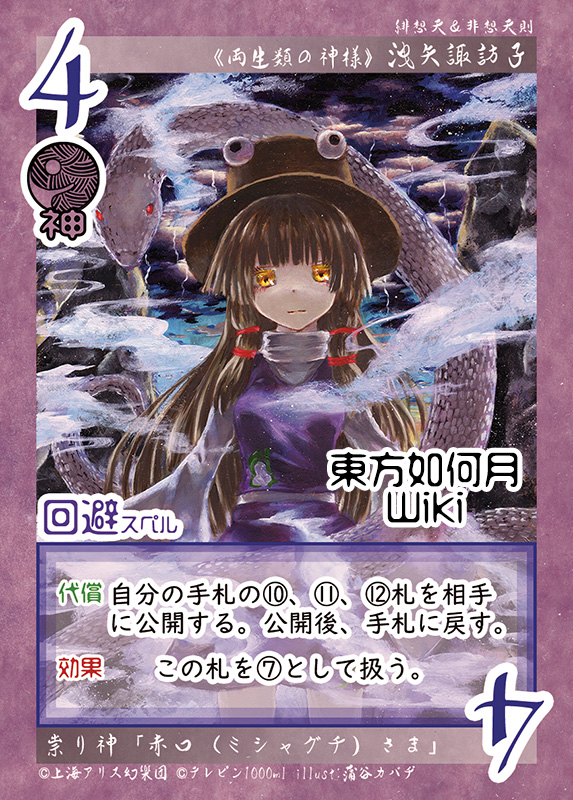 緋想天&非想天則
《両生類の神様》洩矢諏訪子
4
神
東方如何月
Wiki
回避スペル
代償 自分の手札の⑩、⑪、⑫札を相手
に公開する。公開後、手札に戻す。
効果 この札を⑦として扱う。
4
祟り神「赤口(ミシャグチ)さま」
©上海アリス幻樂団 ©テレピン1000ml illust:蒲谷カバヂ